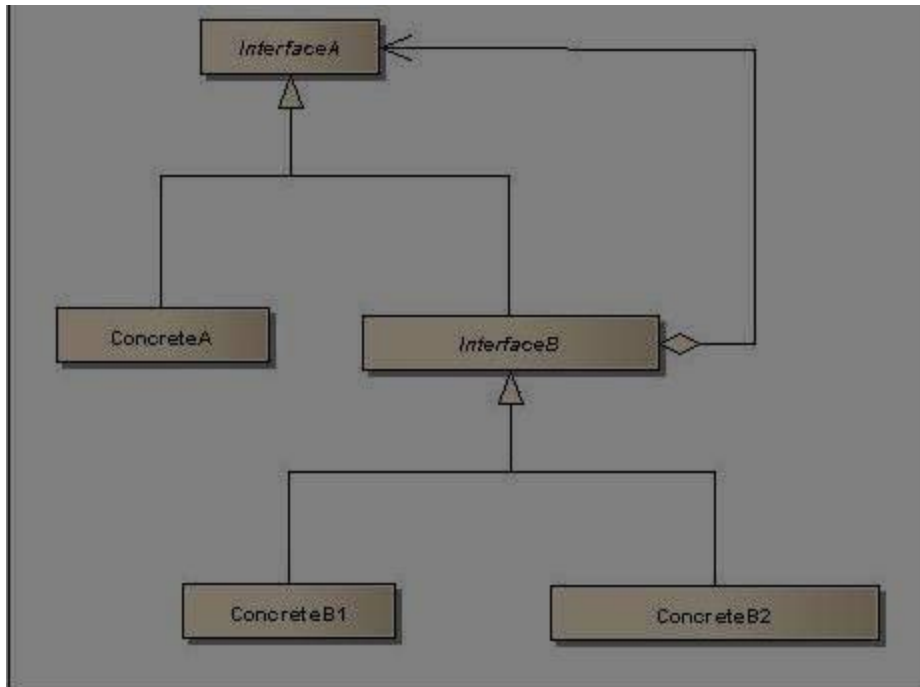 InterfaceA
ConcreteA
InterfaceB
ConcreteB1
ConcreteB2